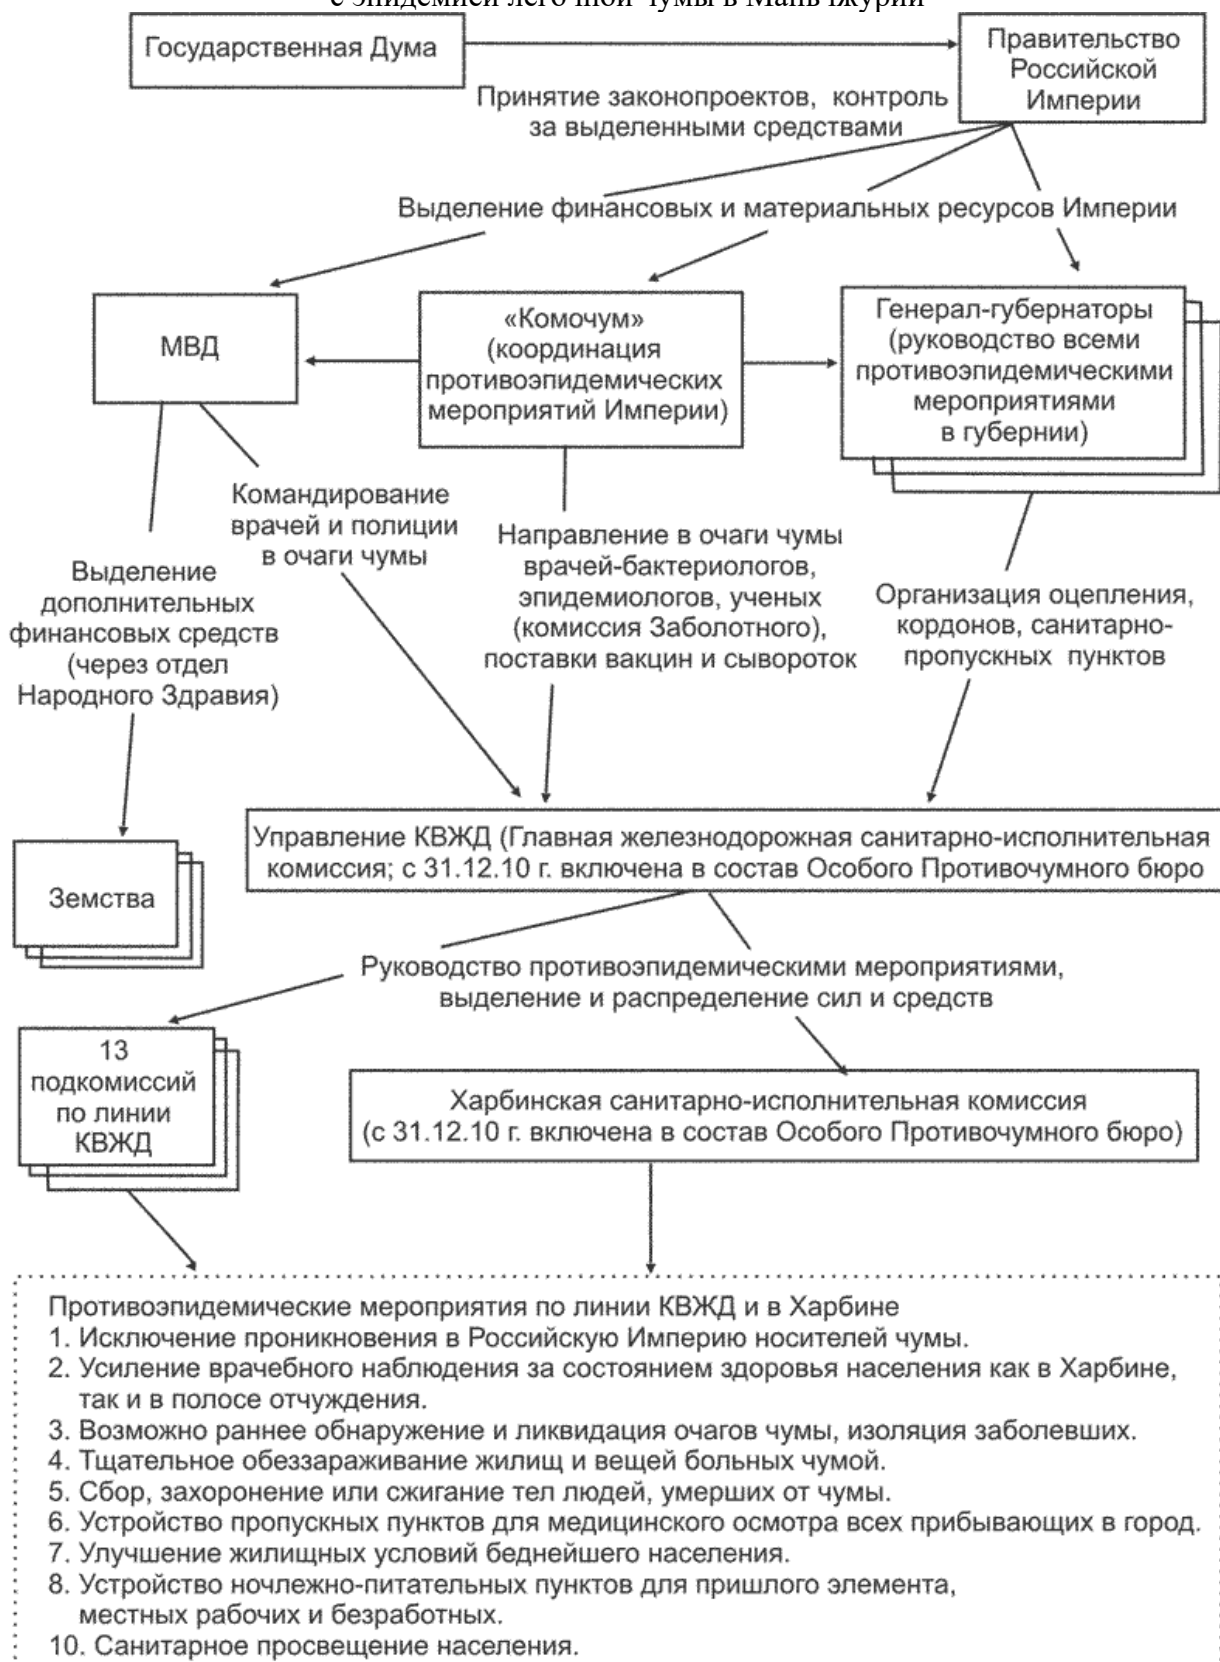 с эпидемией легочной чумы в Маньчжурии
Государственная Дума
Правительство
Российской
Империи
Принятие законопроектов, контроль
за выделенными средствами
Выделение финансовых и материальных ресурсов Империи
МВД
«Комочум»
(координация
противоэпидемических
мероприятий Империи)
Генерал-губернаторы
(руководство всеми
противоэпидемическими
мероприятиями
в губернии)
Командирование
врачей и полиции
в очаги чумы
Выделение
дополнительных
финансовых средств
(через отдел
Народного Здравия)
Направление в очаги чумы
врачей-бактериологов,
эпидемиологов, ученых
(комиссия Заболотного),
поставки вакцин и сывороток
Организация оцепления,
кордонов, санитарно-
пропускных пунктов
Управление КВЖД (Главная железнодорожная санитарно-исполнительная
комиссия; с 31.12.10 г. включена в состав Особого Противочумного бюро
Земства
Руководство противоэпидемическими мероприятиями,
выделение и распределение сил и средств
13
подкомиссий
по линии
КВЖД
Харбинская санитарно-исполнительная комиссия
(с 31.12.10 г. включена в состав Особого Противочумного бюро)
Противоэпидемические мероприятия по линии КВЖД и в Харбине
1. Исключение проникновения в Российскую Империю носителей чумы.
2. Усиление врачебного наблюдения за состоянием здоровья населения как в Харбине,
так и в полосе отчуждения.
3. Возможно раннее обнаружение и ликвидация очагов чумы, изоляция заболевших.
4. Тщательное обеззараживание жилищ и вещей больных чумой.
5. Сбор, захоронение или сжигание тел людей, умерших от чумы.
6. Устройство пропускных пунктов для медицинского осмотра всех прибывающих в город.
7. Улучшение жилищных условий беднейшего населения.
8. Устройство ночлежно-питательных пунктов для пришлого элемента,
местных рабочих и безработных.
10. Санитарное просвещение населения.